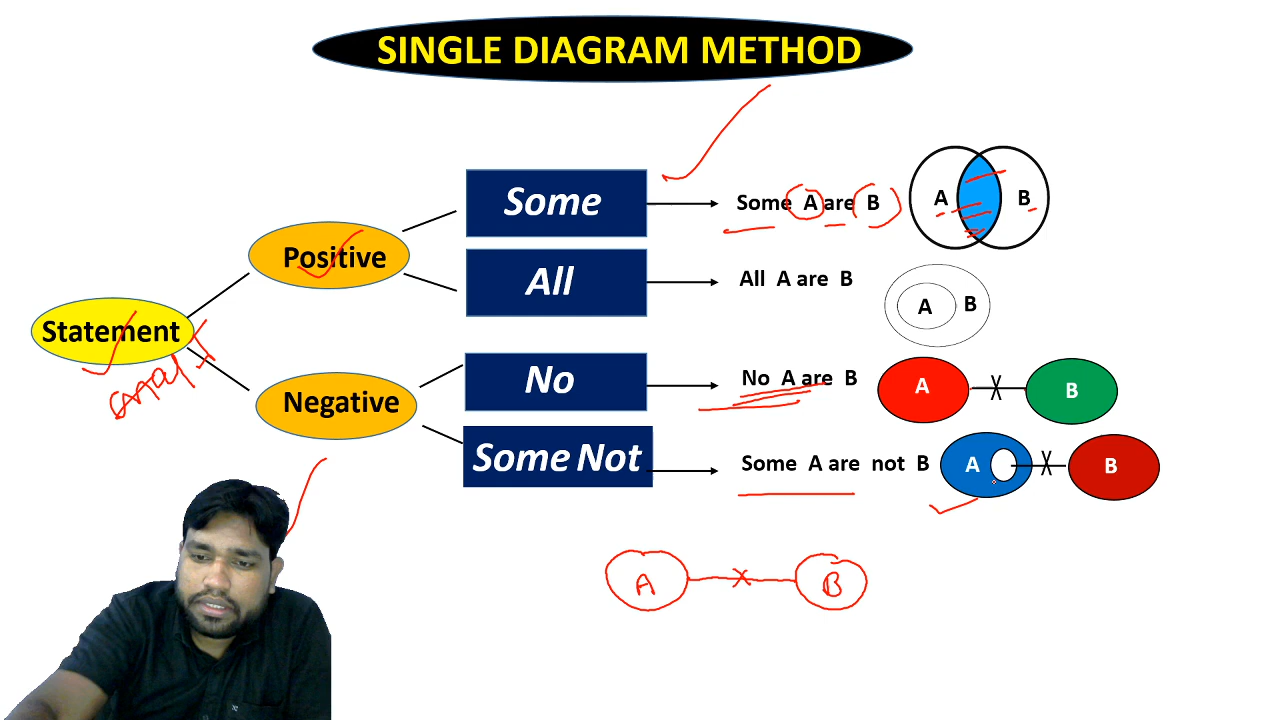 SINGLE DIAGRAM METHOD
Some
Some A are B
A B
Positive
All
All A are B
A B
Statement
No
No A are B
A B
Negative
Some Not
Some A are not B
A B
A B